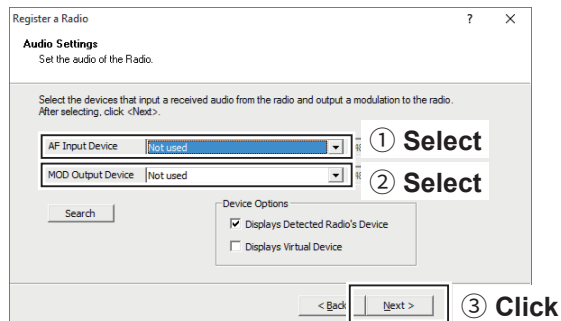 Register a Radio ? ×
Audio Settings
Set the audio of the Radio.
Select the devices that input a received audio from the radio and output a modulation to the radio.
After selecting, click <Next>.
AF Input Device Not used ① Select
MOD Output Device Not used ② Select
Search
Device Options
Displays Detected Radio's Device
Displays Virtual Device
< Back Next > ③ Click